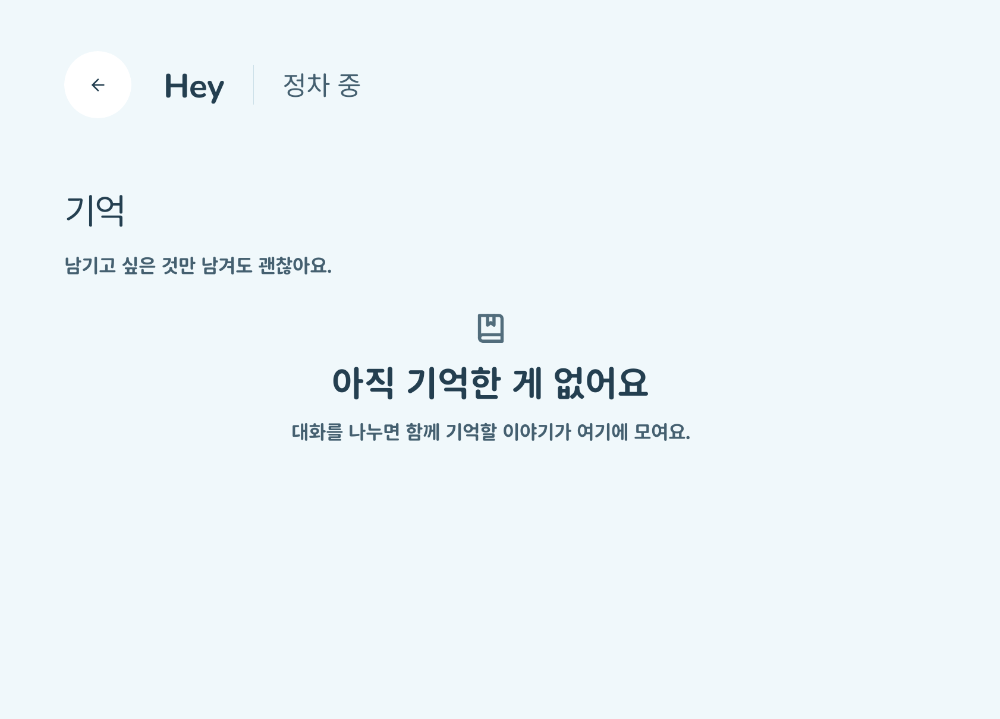 Hey 정차 중
기억
남기고 싶은 것만 남겨도 괜찮아요.
아직 기억한 게 없어요
대화를 나누면 함께 기억할 이야기가 여기에 모여요.